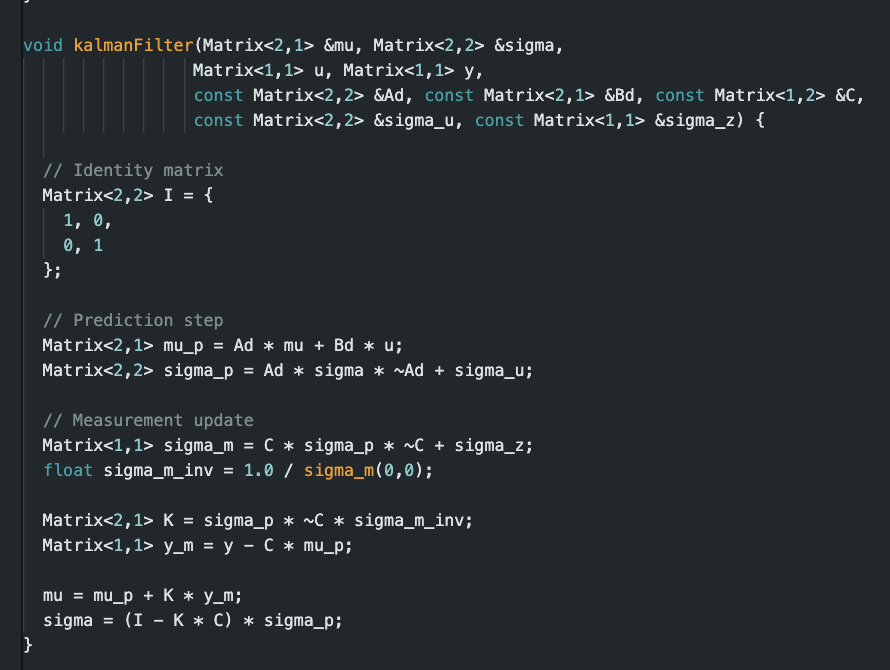 void kalmanFilter(Matrix<2,1> &mu, Matrix<2,2> &sigma,
Matrix<1,1> u, Matrix<1,1> y,
const Matrix<2,2> &Ad, const Matrix<2,1> &Bd, const Matrix<1,2> &C,
const Matrix<2,2> &sigma_u, const Matrix<1,1> &sigma_z) {
// Identity matrix
Matrix<2,2> I = {
1, 0,
0, 1
};
// Prediction step
Matrix<2,1> mu_p = Ad * mu + Bd * u;
Matrix<2,2> sigma_p = Ad * sigma * ~Ad + sigma_u;
// Measurement update
Matrix<1,1> sigma_m = C * sigma_p * ~C + sigma_z;
float sigma_m_inv = 1.0 / sigma_m(0,0);
Matrix<2,1> K = sigma_p * ~C * sigma_m_inv;
Matrix<1,1> y_m = y - C * mu_p;
mu = mu_p + K * y_m;
sigma = (I - K * C) * sigma_p;
}